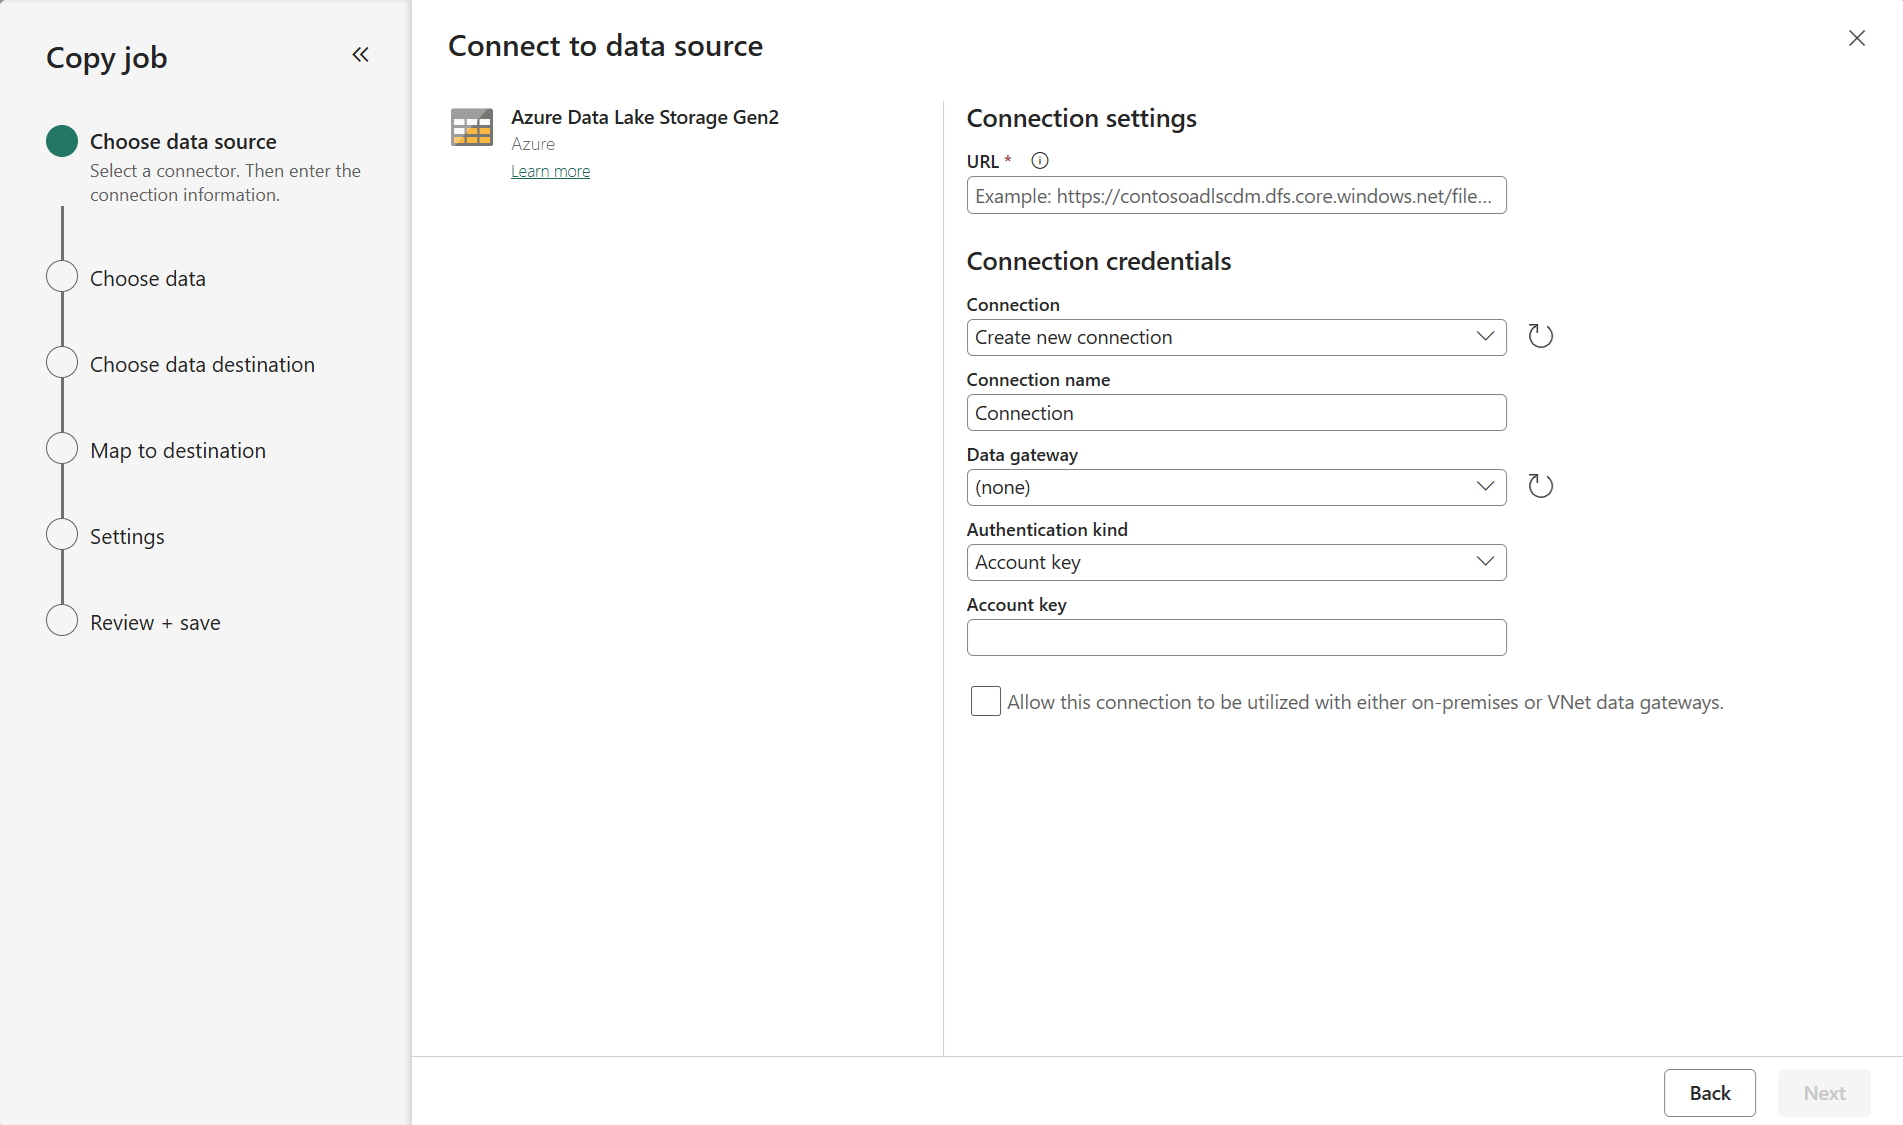 Copy job
Choose data source
Select a connector. Then enter the
connection information.
Choose data
Choose data destination
Map to destination
Settings
Review + save
Connect to data source
Azure Data Lake Storage Gen2
Azure
Learn more
Connection settings
URL *
Example: https://contosoadlscdm.dfs.core.windows.net/file...
Connection credentials
Connection
Create new connection
Connection name
Connection
Data gateway
(none)
Authentication kind
Account key
Account key
Allow this connection to be utilized with either on-premises or VNet data gateways.
Back
Next